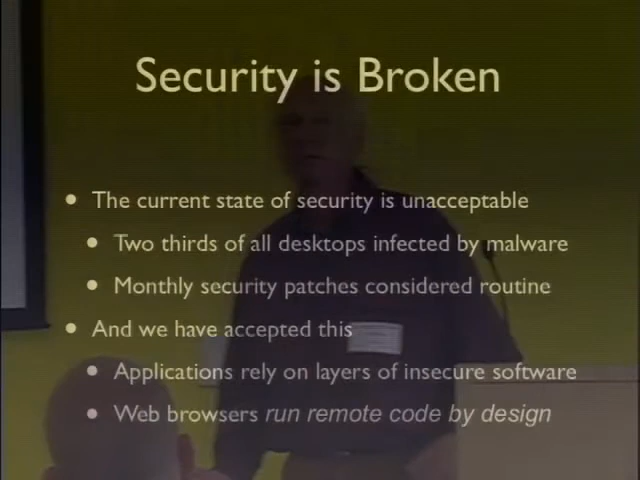 Security is Broken
• The current state of security is unacceptable
• Two thirds of all desktops infected by malware
• Monthly security patches considered routine
• And we have accepted this
• Applications rely on layers of insecure software
• Web browsers run remote code by design